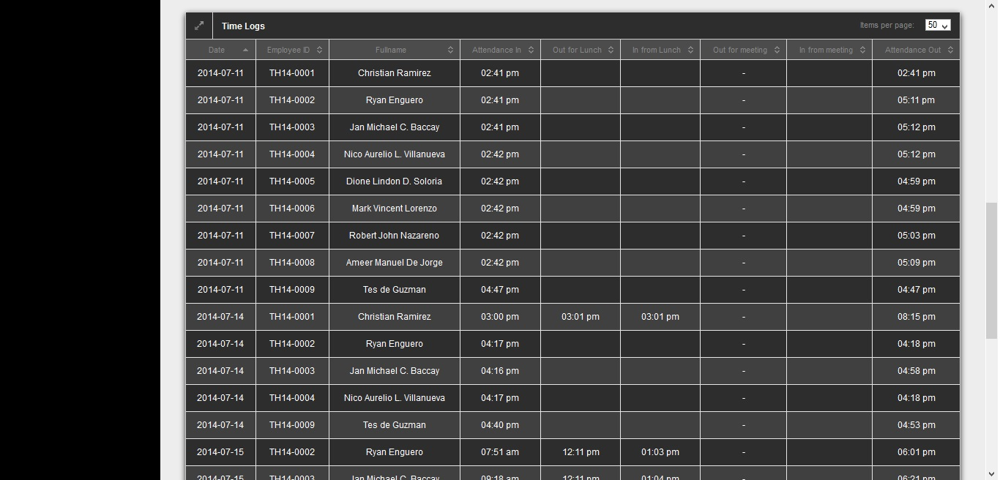 Time Logs Items per page: 50
Date Employee ID Fullname Attendance In Out for Lunch In from Lunch Out for meeting In from meeting Attendance Out
2014-07-11 TH14-0001 Christian Ramirez 02:41 pm - 02:41 pm
2014-07-11 TH14-0002 Ryan Enguero 02:41 pm - 05:11 pm
2014-07-11 TH14-0003 Jan Michael C. Baccay 02:41 pm - 05:12 pm
2014-07-11 TH14-0004 Nico Aurelio L. Villanueva 02:42 pm - 05:12 pm
2014-07-11 TH14-0005 Dione Lindon D. Soloria 02:42 pm - 04:59 pm
2014-07-11 TH14-0006 Mark Vincent Lorenzo 02:42 pm - 04:59 pm
2014-07-11 TH14-0007 Robert John Nazareno 02:42 pm - 05:03 pm
2014-07-11 TH14-0008 Ameer Manuel De Jorge 02:42 pm - 05:09 pm
2014-07-11 TH14-0009 Tes de Guzman 04:47 pm - 04:47 pm
2014-07-14 TH14-0001 Christian Ramirez 03:00 pm 03:01 pm 03:01 pm - 08:15 pm
2014-07-14 TH14-0002 Ryan Enguero 04:17 pm - 04:18 pm
2014-07-14 TH14-0003 Jan Michael C. Baccay 04:16 pm - 04:58 pm
2014-07-14 TH14-0004 Nico Aurelio L. Villanueva 04:17 pm - 04:18 pm
2014-07-14 TH14-0009 Tes de Guzman 04:40 pm - 04:53 pm
2014-07-15 TH14-0002 Ryan Enguero 07:51 am 12:11 pm 01:03 pm - 06:01 pm
2014-07-15 TH14-0003 Jan Michael C. Baccay 09:18 am 12:11 pm 01:04 pm 06:21 pm